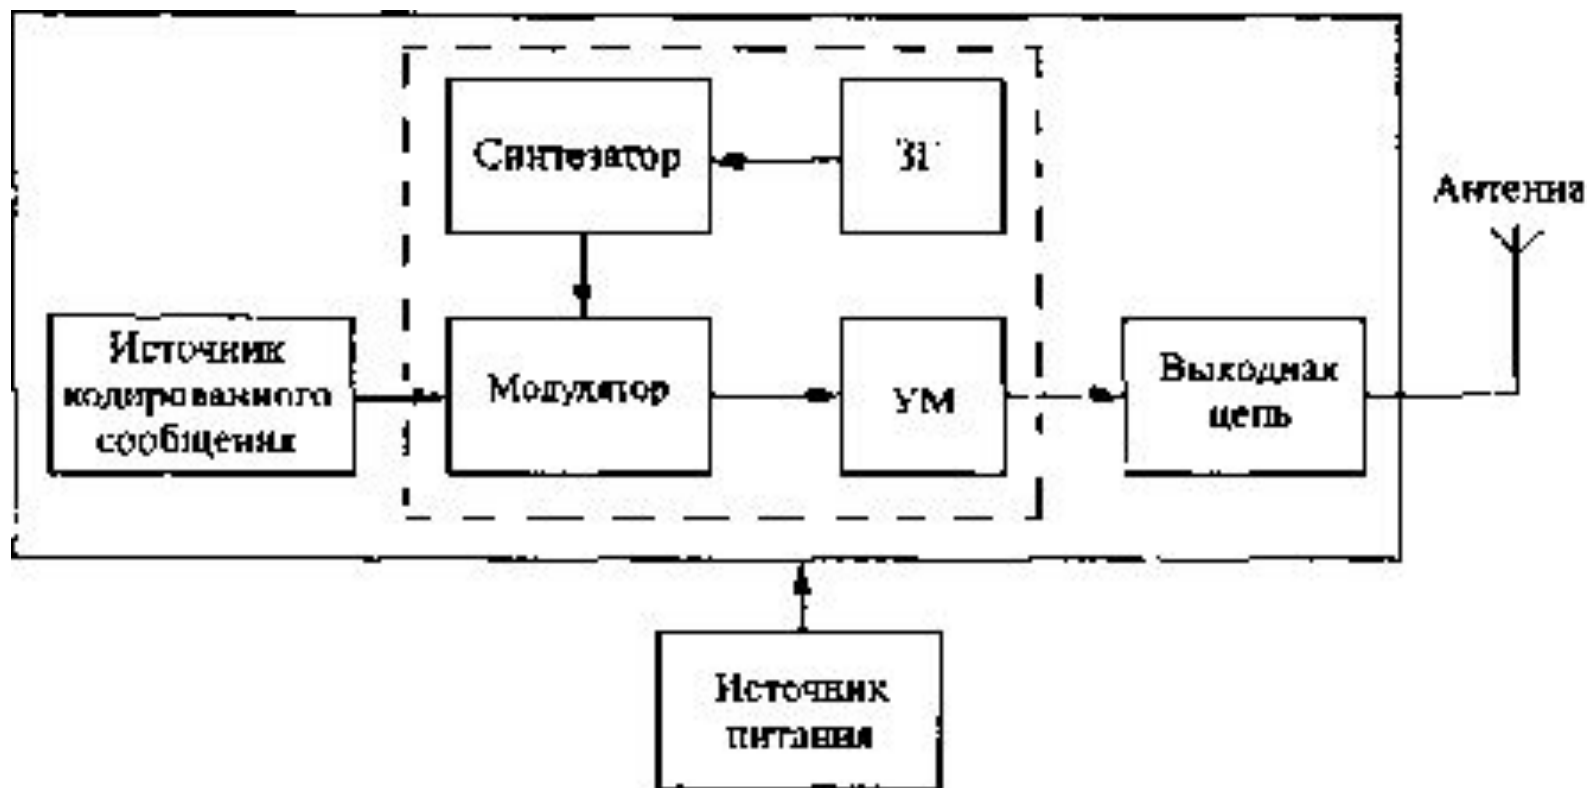 Синтезатор
ЗГ
Антенна
Источник
кодированного
сообщения
Модулятор
УМ
Выходная
цепь
Источник
питания